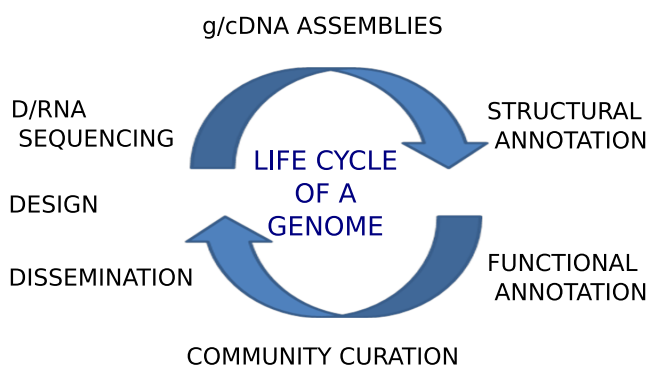 g/cDNA ASSEMBLIES
D/RNA
SEQUENCING
STRUCTURAL
ANNOTATION
LIFE CYCLE
OF A
GENOME
DESIGN
DISSEMINATION
FUNCTIONAL
ANNOTATION
COMMUNITY CURATION